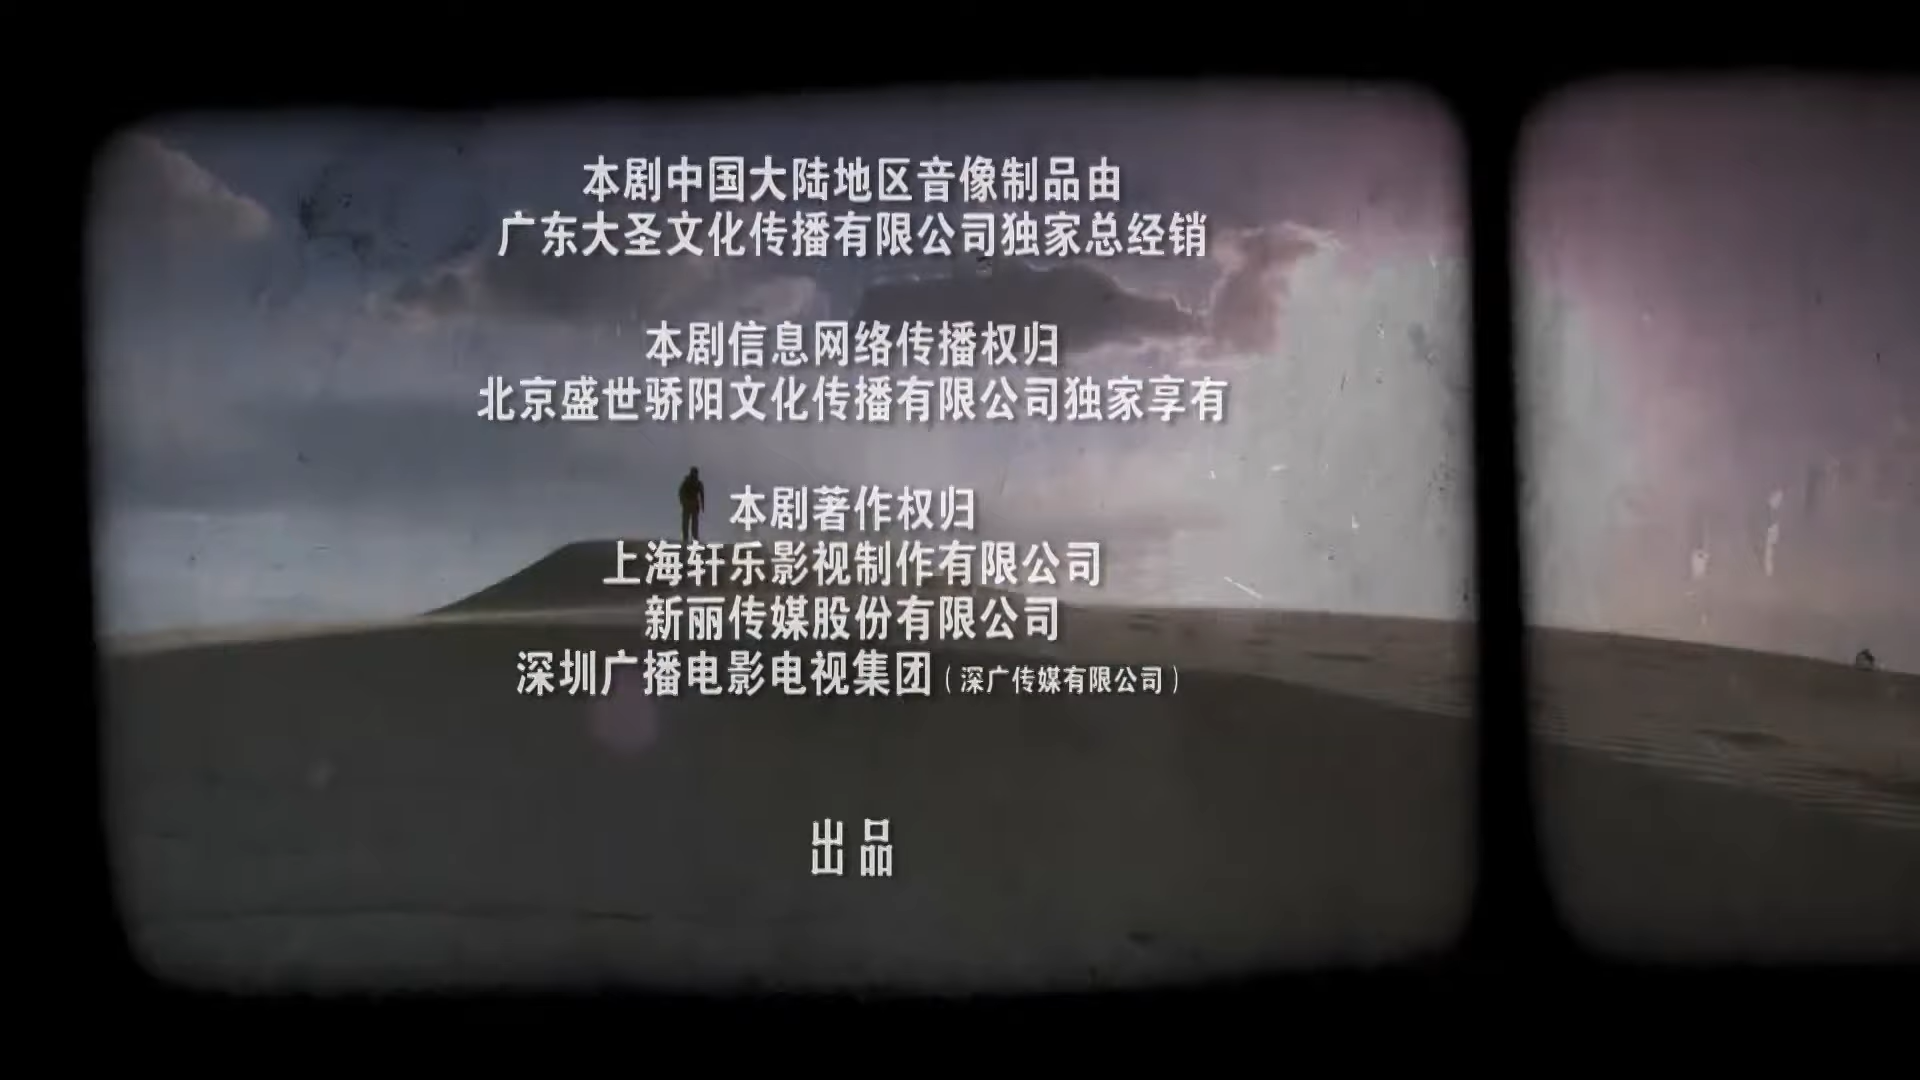 本剧中国大陆地区音像制品由
广东大圣文化传播有限公司独家总经销
本剧信息网络传播权归
北京盛世骄阳文化传播有限公司独家享有
本剧著作权归
上海轩乐影视制作有限公司
新丽传媒股份有限公司
深圳广播电影电视集团（深广传媒有限公司）
出品